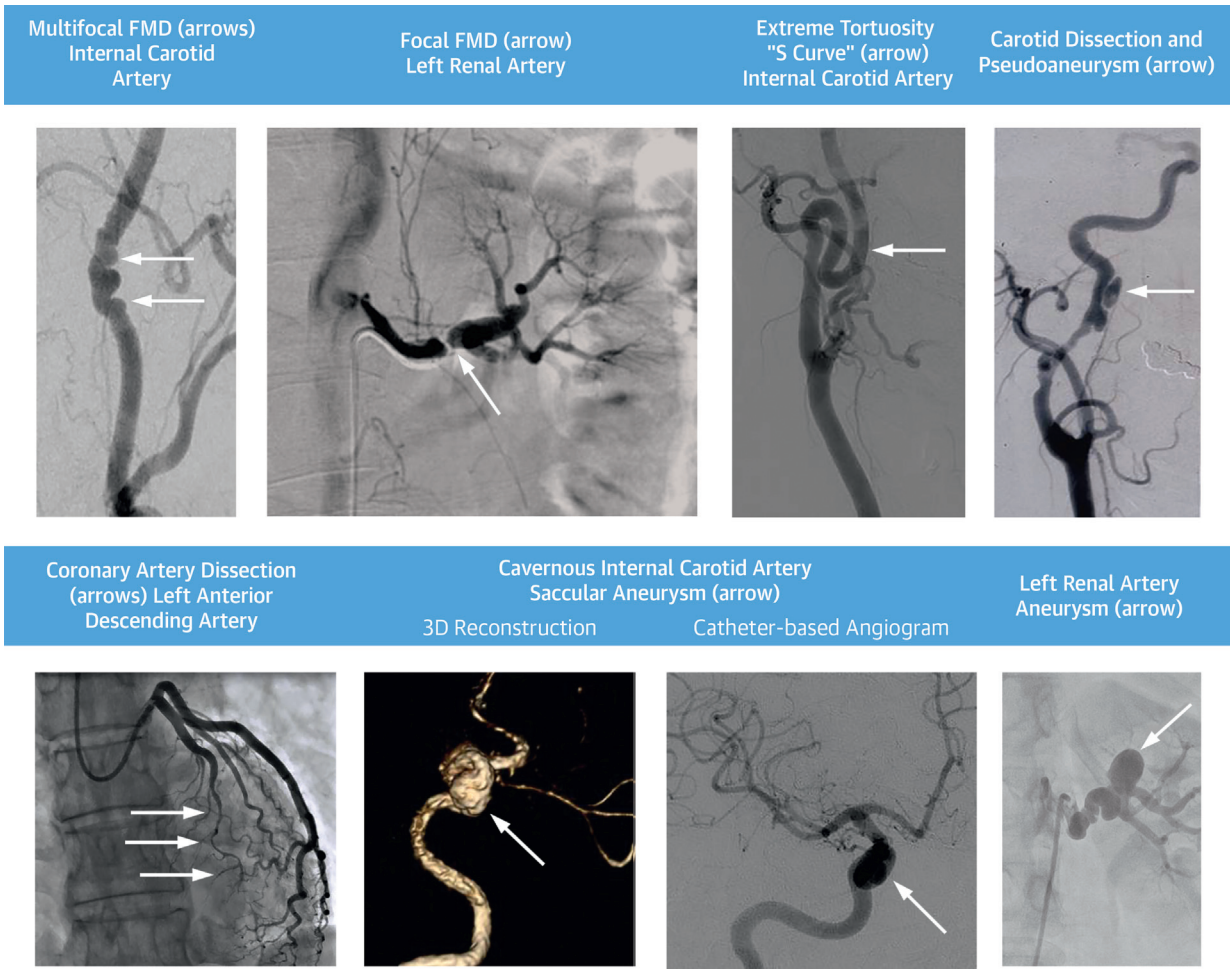 Multifocal FMD (arrows)
Internal Carotid
Artery
Focal FMD (arrow)
Left Renal Artery
Extreme Tortuosity
"S Curve" (arrow)
Internal Carotid Artery
Carotid Dissection and
Pseudoaneurysm (arrow)
Coronary Artery Dissection
(arrows) Left Anterior
Descending Artery
Cavernous Internal Carotid Artery
Saccular Aneurysm (arrow)
3D Reconstruction
Catheter-based Angiogram
Left Renal Artery
Aneurysm (arrow)